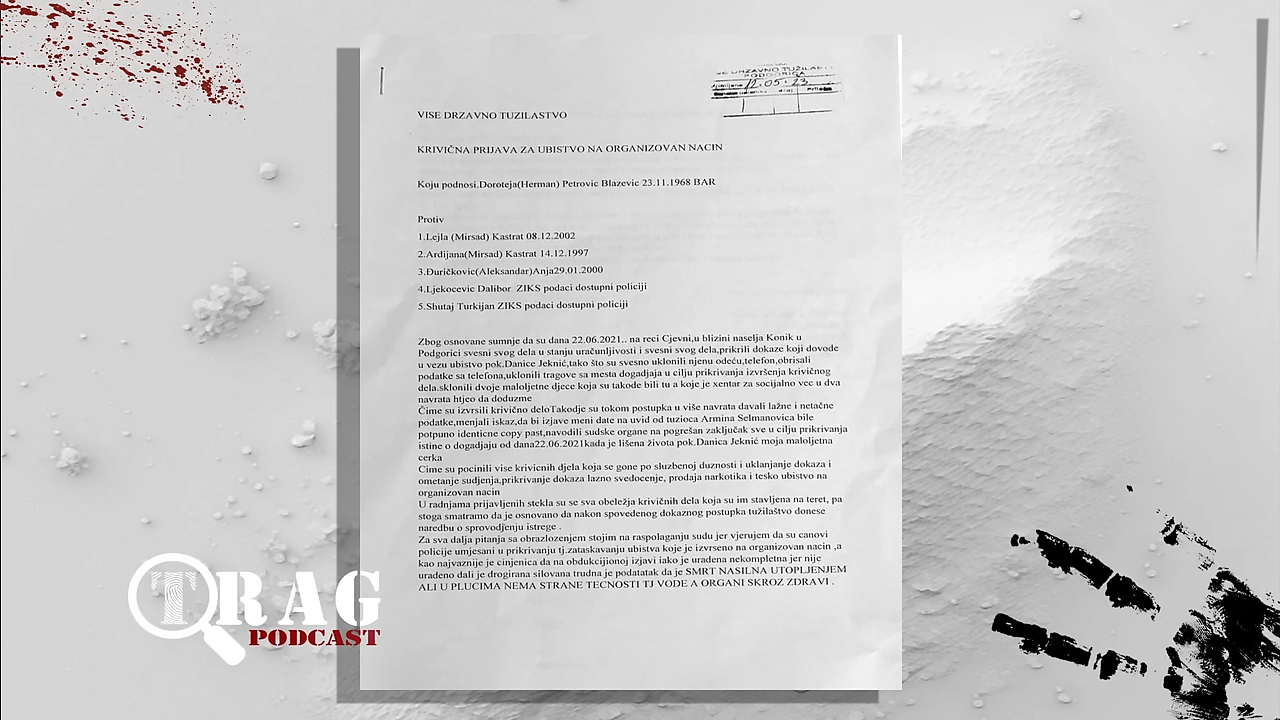 DRZAVNO TUZILAS
PODGORICA
12.05.23
VISE DRZAVNO TUZILASTVO
KRIVIČNA PRIJAVA ZA UBISTVO NA ORGANIZOVAN NACIN
Koju podnosi.Doroteja(Herman) Petrovic Blazevic 23.11.1968 BAR
Protiv
1.Lejla (Mirsad) Kastrat 08.12.2002
2.Ardijana(Mirsad) Kastrat 14.12.1997
3.Đuričkovic(Aleksandar)Anja29.01.2000
4.Ljekocevic Dalibor ZIKS podaci dostupni policiji
5.Shutaj Turkijan ZIKS podaci dostupni policiji
Zbog osnovane sumnje da su dana 22.06.2021.. na reci Cjevni,u blizini naselja Konik u
Podgorici svesni svog dela u stanju uračunljivosti i svesni svog dela,prikrili dokaze koji dovode
u vezu ubistvo pok.Danice Jeknić,tako što su svesno uklonili njenu odeću,telefon,obrisali
podatke sa telefona,uklonili tragove sa mesta dogadjaja u cilju prikrivanja izvršenja krivičnog
dela.sklonili dvoje maloljetne djece koja su takode bili tu a koje je xentar za socijalno vec u dva
navrata htjeo da doduzme
Čime su izvrsili krivično deloTakodje su tokom postupka u više navrata davali lažne i netačne
podatke,menjali iskaz,da bi izjave meni date na uvid od tuzioca Armina Selmanovica bile
potpuno identicne copy past,navodili sudske organe na pogrešan zaključak sve u cilju prikrivanja
istine o dogadjaju od dana22.06.2021kada je lišena života pok.Danica Jeknić moja maloljetna
cerka
Cime su pocinili vise krivicnih djela koja se gone po sluzbenoj duznosti i uklanjanje dokaza i
ometanje sudjenja,prikrivanje dokaza lazno svedocenje, prodaja narkotika i tesko ubistvo na
organizovan nacin
U radnjama prijavljenih stekla su se sva obeležja krivičnih dela koja su im stavljena na teret, pa
stoga smatramo da je osnovano da nakon spovedenog dokaznog postupka tužilaštvo donese
naredbu o sprovodjenju istrege .
Za sva dalja pitanja sa obrazlozenjem stojim na raspolaganju sudu jer vjerujem da su canovi
policije umjesani u prikrivanju tj.zataskavanju ubistva koje je izvrseno na organizovan nacin ,a
kao najvaznije je cinjenica da na obdukcijionoj izjavi iako je uradena nekompletna jer nije
uradeno dali je drogirana silovana trudna je podatatak da je SMRT NASILNA UTOPLJENJEM
ALI U PLUCIMA NEMA STRANE TECNOSTI TJ VODE A ORGANI SKROZ ZDRAVI .
TRAG
PODCAST